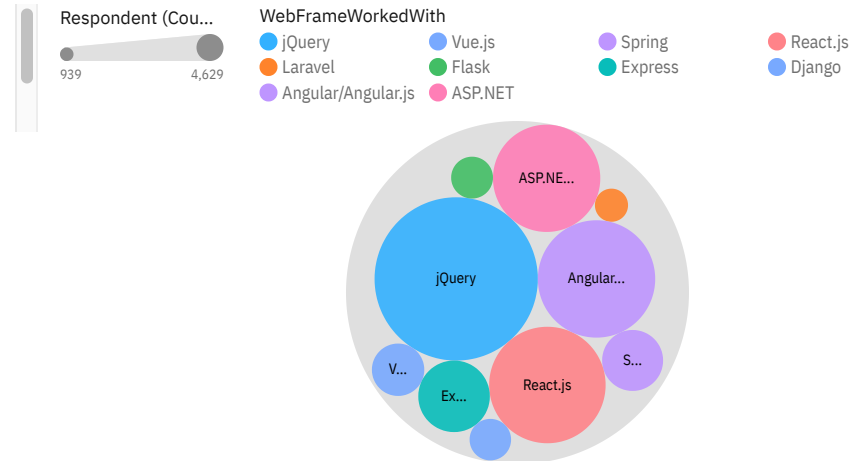 Respondent (Cou...
939
4,629
WebFrameWorkedWith
jQuery
Vue.js
Spring
React.js
Laravel
Flask
Express
Django
Angular/Angular.js
ASP.NET
ASP.NE...
jQuery
Angular...
S...
V...
React.js
Ex...